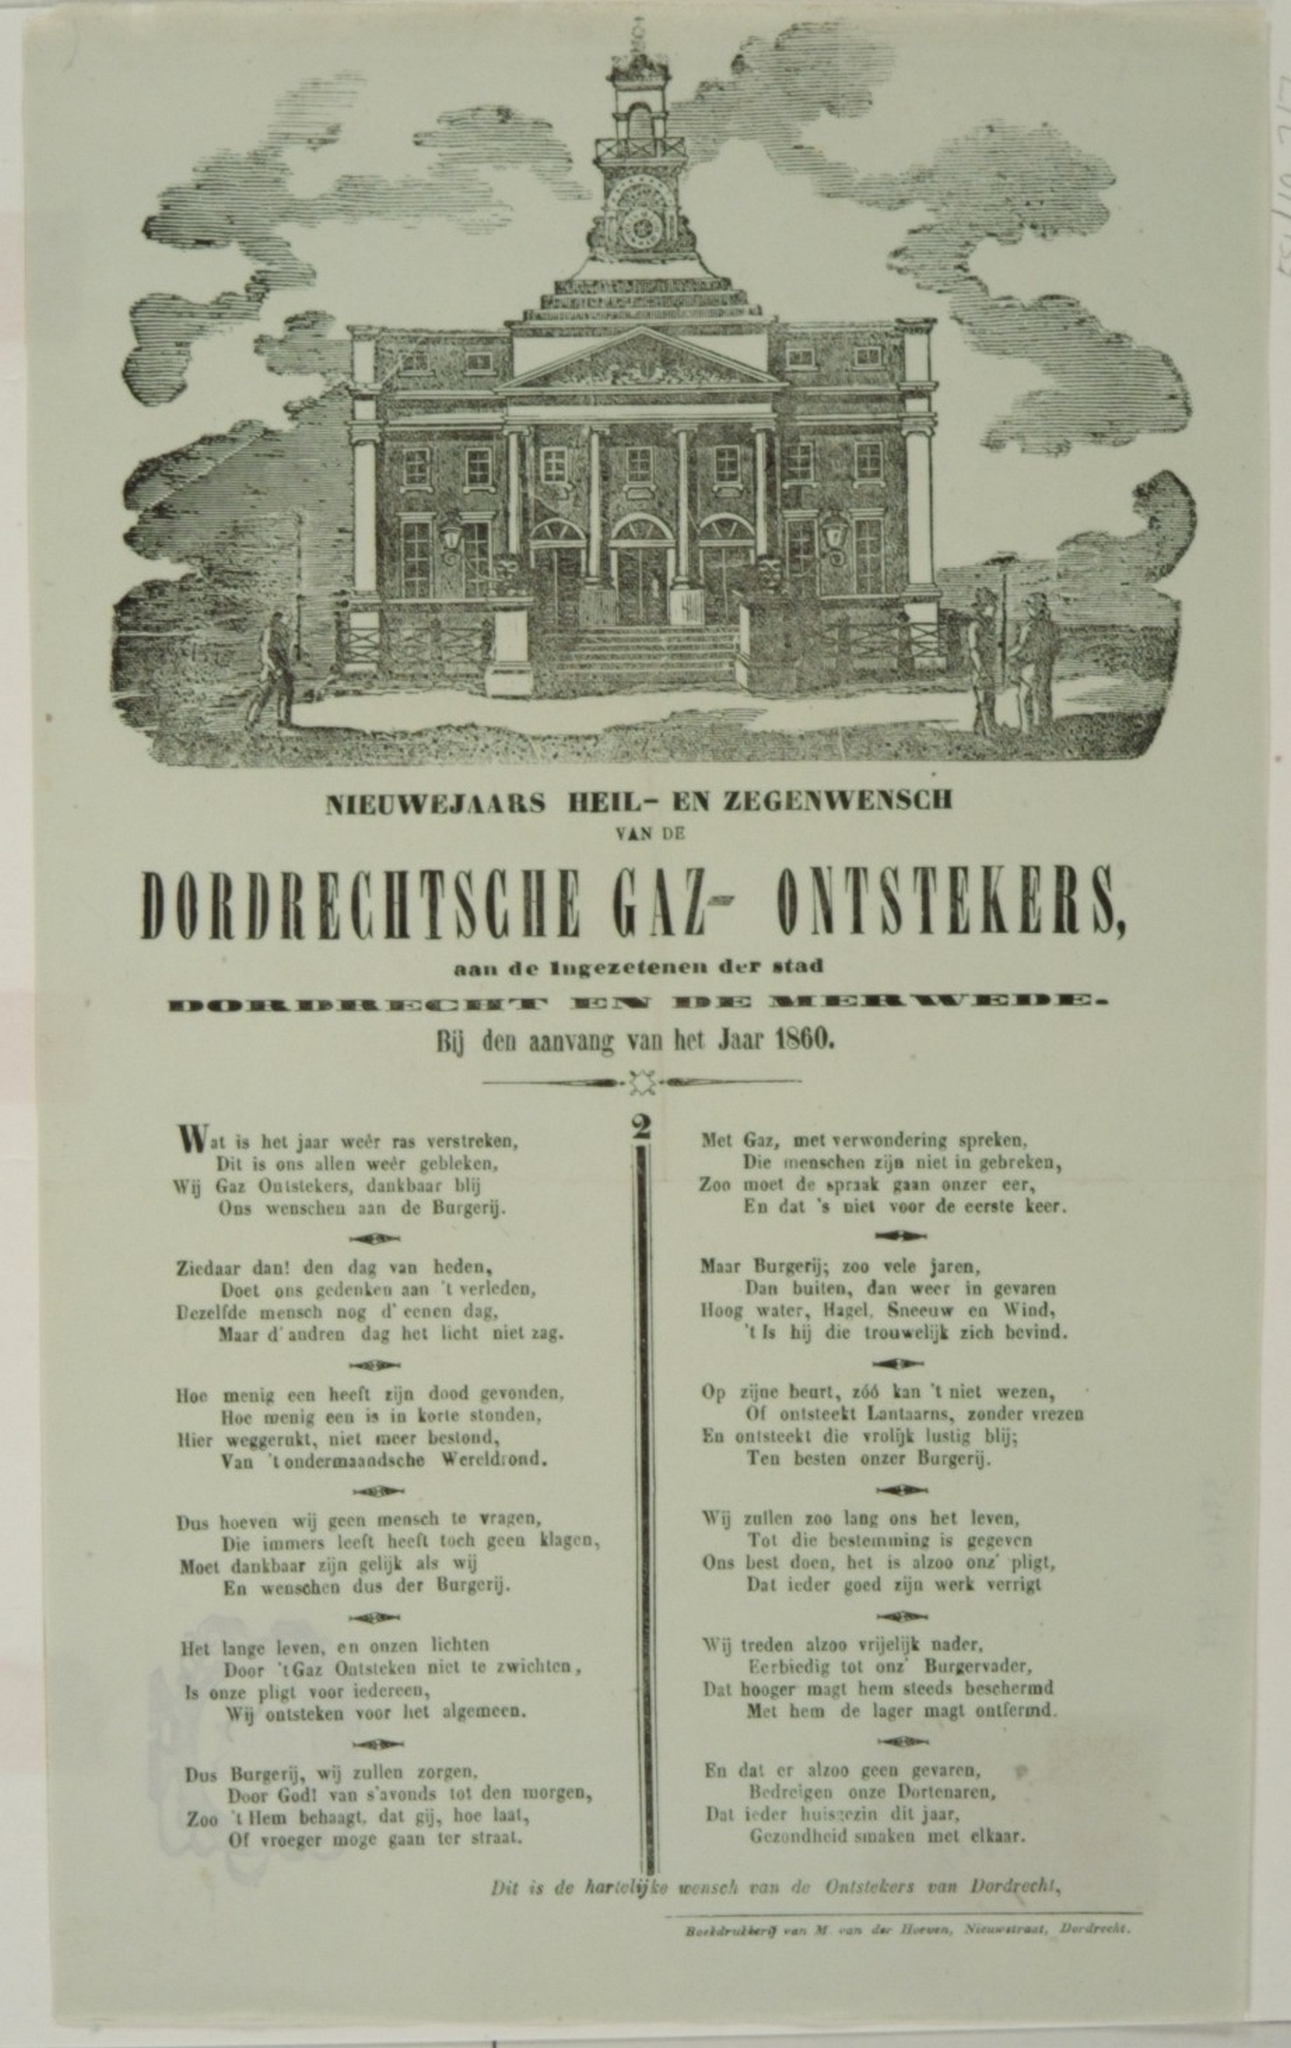 NIEUWEJAARS HEIL- EN ZEGENWENSCH
VAN DE
DORDRECHTSCHE GAZ- ONTSTEKERS,
aan de Ingezetenen der stad
DORDRECHT EN DE MERWEDE.
Bij den aanvang van het Jaar 1860.
2
Wat is het jaar weêr ras verstreken,
Dit is ons allen weêr gebleken,
Wij Gaz Ontstekers, dankbaar blij
Ons wenschen aan de Burgerij.
Ziedaar dan! den dag van heden,
Doet ons gedenken aan 't verleden,
Dezelfde mensch nog d' eenen dag,
Maar d' andren dag het licht niet zag.
Hoe menig een heeft zijn dood gevonden,
Hoe menig een is in korte stonden,
Hier weggerukt, niet meer bestond,
Van 't ondermaandsche Wereldrond.
Dus hoeven wij geen mensch te vragen,
Die immers leeft heeft toch geen klagen,
Moet dankbaar zijn gelijk als wij
En wenschen dus der Burgerij.
Het lange leven, en onzen lichten
Door 't Gaz Ontsteken niet te zwichten,
Is onze pligt voor iedereen,
Wij ontsteken voor het algemeen.
Dus Burgerij, wij zullen zorgen,
Door God! van s'avonds tot den morgen,
Zoo 't Hem behaagt, dat gij, hoe laat,
Of vroeger moge gaan ter straat.
Met Gaz, met verwondering spreken,
Die menschen zijn niet in gebreken,
Zoo moet de spraak gaan onzer eer,
En dat 's niet voor de eerste keer.
Maar Burgerij; zoo vele jaren,
Dan buiten, dan weer in gevaren
Hoog water, Hagel, Sneeuw en Wind,
't Is hij die trouwelijk zich bevind.
Op zijne beurt, zóó kan 't niet wezen,
Of ontsteekt Lantaarns, zonder vrezen
En ontsteekt die vrolijk lustig blij;
Ten besten onzer Burgerij.
Wij zullen zoo lang ons het leven,
Tot die bestemming is gegeven
Ons best doen, het is alzoo onz' pligt,
Dat ieder goed zijn werk verrigt
Wij treden alzoo vrijelijk nader,
Eerbiedig tot onz' Burgervader,
Dat hooger magt hem steeds beschermd
Met hem de lager magt ontfermd.
En dat er alzoo geen gevaren,
Bedreigen onze Dortenaren,
Dat ieder huisgezin dit jaar,
Gezondheid smaken met elkaar.
Dit is de hartelijke wensch van de Ontstekers van Dordrecht,
Boekdrukkerij van M. van der Hoeven, Nieuwstraat, Dordrecht.